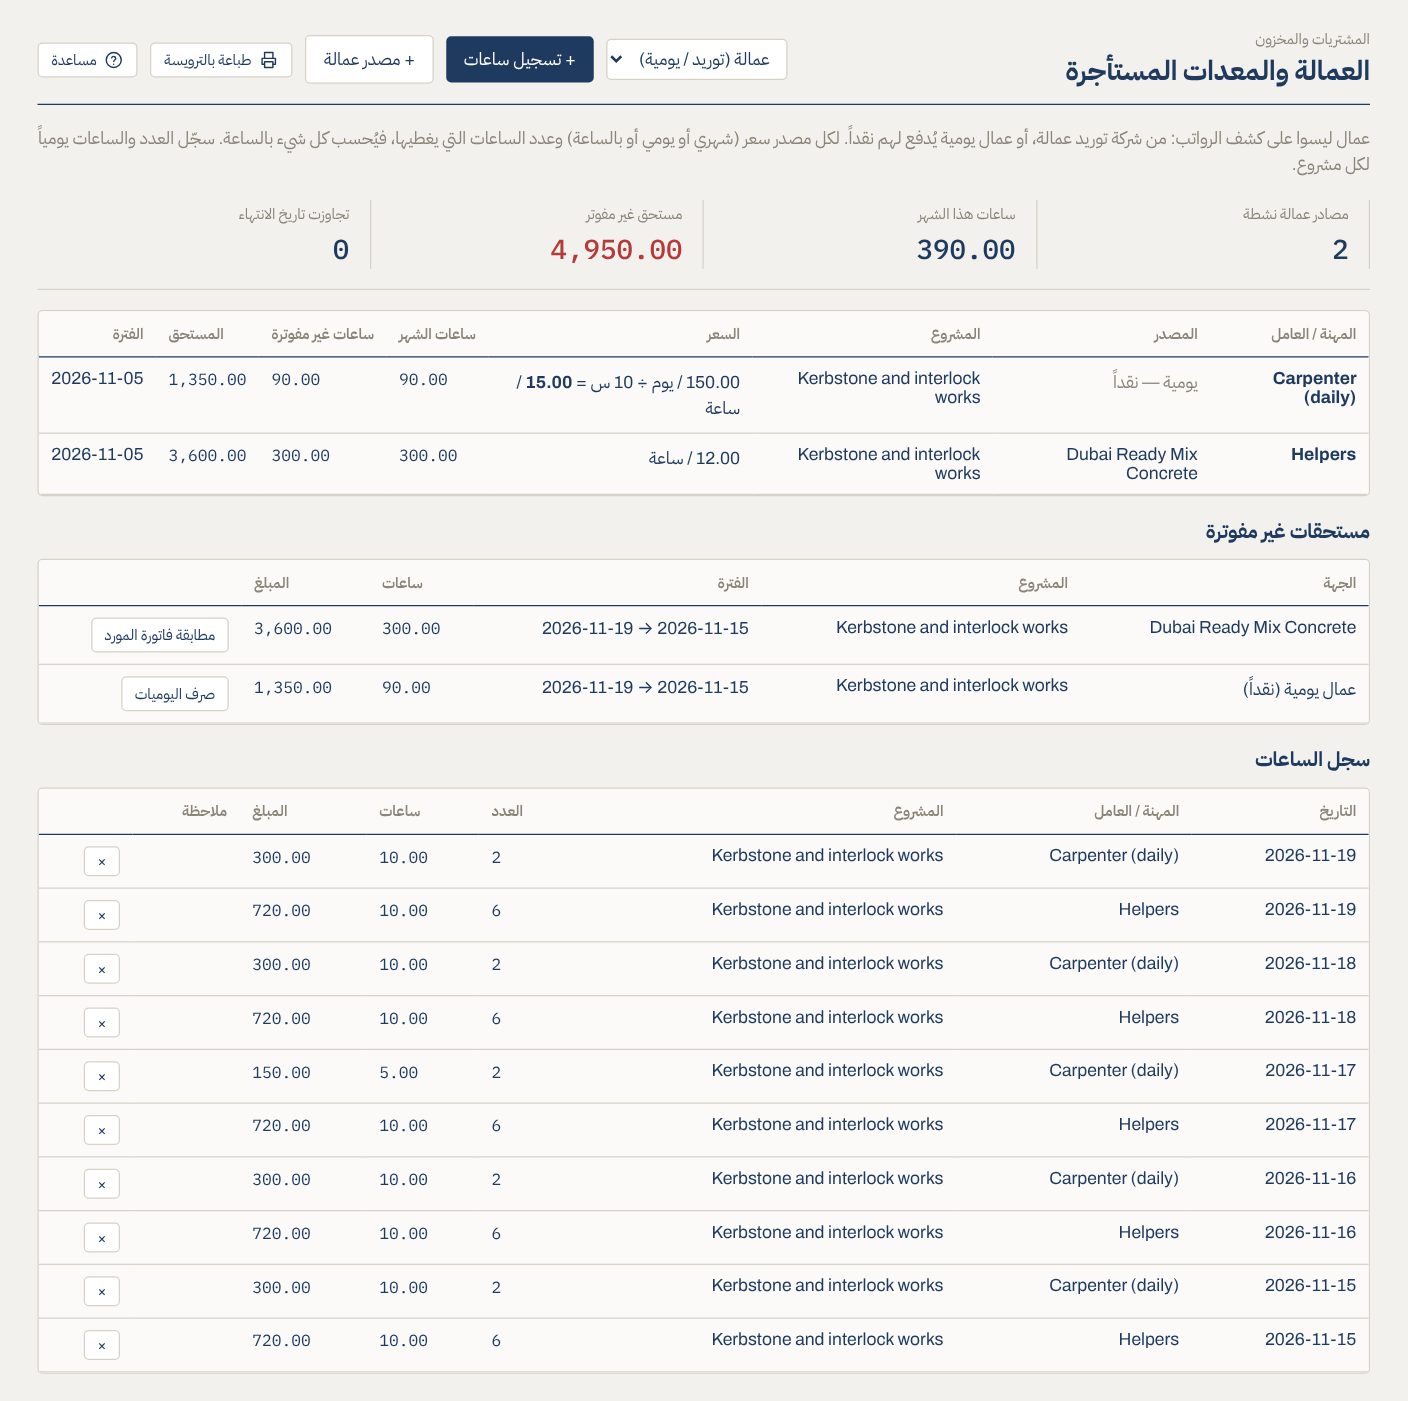 المشتريات والمخزون
العمالة والمعدات المستأجرة
عمالة (توريد / يومية)
+ تسجيل ساعات
+ مصدر عمالة
طباعة بالترويسة
مساعدة
عمال ليسوا على كشف الرواتب: من شركة توريد عمالة، أو عمال يومية يُدفع لهم نقداً. لكل مصدر سعر (شهري أو يومي أو بالساعة) وعدد الساعات التي يغطيها، فيُحسب كل شيء بالساعة. سجّل العدد والساعات يومياً
لكل مشروع.
مصادر عمالة نشطة
2
ساعات هذا الشهر
390.00
مستحق غير مفوتر
4,950.00
تجاوزت تاريخ الانتهاء
0
المهنة / العامل المصدر المشروع السعر ساعات الشهر ساعات غير مفوترة المستحق الفترة
Carpenter (daily) يومية — نقداً Kerbstone and interlock works 150.00 / يوم ÷ 10 س = 15.00 / ساعة 90.00 90.00 1,350.00 2026-11-05
Helpers Dubai Ready Mix Concrete Kerbstone and interlock works 12.00 / ساعة 300.00 300.00 3,600.00 2026-11-05
مستحقات غير مفوترة
الجهة المشروع الفترة ساعات المبلغ
Dubai Ready Mix Concrete Kerbstone and interlock works 2026-11-15 → 2026-11-19 300.00 3,600.00 مطابقة فاتورة المورد
عمال يومية (نقداً) Kerbstone and interlock works 2026-11-15 → 2026-11-19 90.00 1,350.00 صرف اليوميات
سجل الساعات
التاريخ المهنة / العامل المشروع العدد ساعات المبلغ ملاحظة
2026-11-19 Carpenter (daily) Kerbstone and interlock works 2 10.00 300.00 ×
2026-11-19 Helpers Kerbstone and interlock works 6 10.00 720.00 ×
2026-11-18 Carpenter (daily) Kerbstone and interlock works 2 10.00 300.00 ×
2026-11-18 Helpers Kerbstone and interlock works 6 10.00 720.00 ×
2026-11-17 Carpenter (daily) Kerbstone and interlock works 2 5.00 150.00 ×
2026-11-17 Helpers Kerbstone and interlock works 6 10.00 720.00 ×
2026-11-16 Carpenter (daily) Kerbstone and interlock works 2 10.00 300.00 ×
2026-11-16 Helpers Kerbstone and interlock works 6 10.00 720.00 ×
2026-11-15 Carpenter (daily) Kerbstone and interlock works 2 10.00 300.00 ×
2026-11-15 Helpers Kerbstone and interlock works 6 10.00 720.00 ×